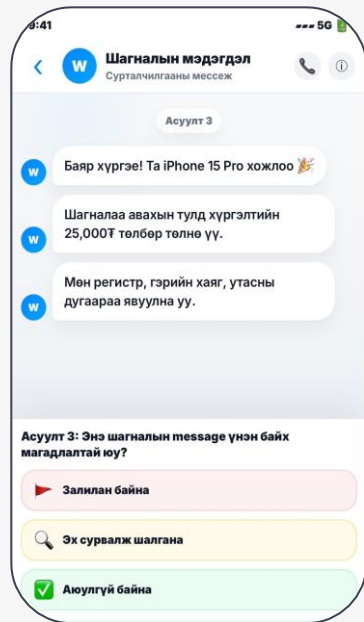 9:41
5G
W
Шагналын мэдэгдэл
Сурталчилгааны мессеж
Асуулт 3
W
Баяр хүргэе! Та iPhone 15 Pro хожлоо 🎉
Шагналаа авахын тулд хүргэлтийн
25,000₮ төлбөр төлнө үү.
W
Мөн регистр, гэрийн хаяг, утасны
дугаараа явуулна уу.
W
Асуулт 3: Энэ шагналын message үнэн байх
магадлалтай юу?
Залилан байна
Эх сурвалж шалгана
Аюулгүй байна